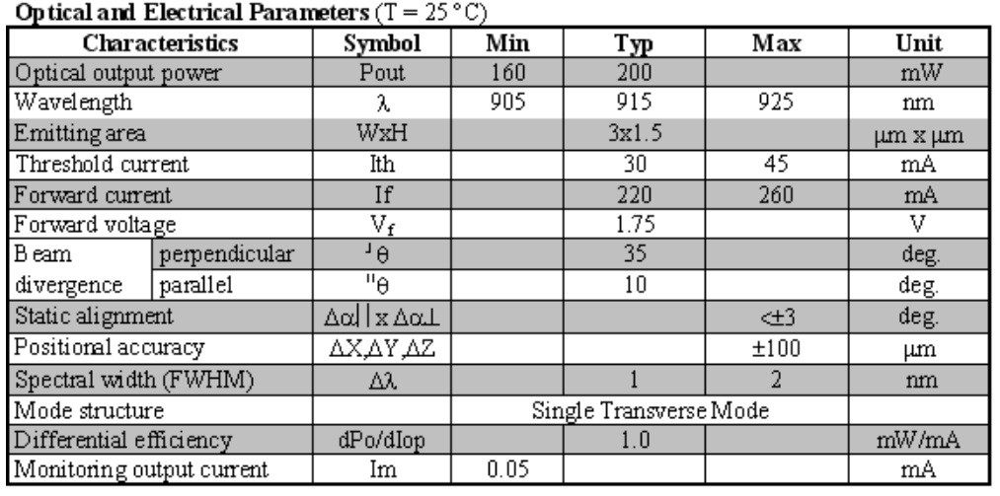 Optical and Electrical Parameters (T = 25 °C)
Characteristics Symbol Min Typ Max Unit
Optical output power Pout 160 200 mW
Wavelength λ 905 915 925 nm
Emitting area WxH 3x1.5 μm x μm
Threshold current Ith 30 45 mA
Forward current If 220 260 mA
Forward voltage Vf 1.75 V
Beam perpendicular ┘θ 35 deg.
divergence parallel "θ 10 deg.
Static alignment Δα|| x Δα⊥ <±3 deg.
Positional accuracy ΔX,ΔY,ΔZ ±100 μm
Spectral width (FWHM) Δλ 1 2 nm
Mode structure Single Transverse Mode
Differential efficiency dPo/dIop 1.0 mW/mA
Monitoring output current Im 0.05 mA